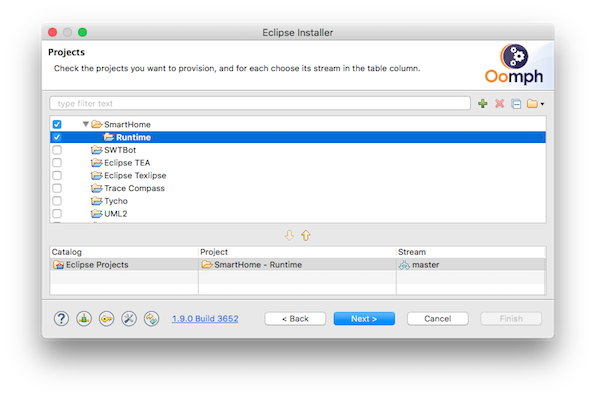 Eclipse Installer
Projects
Check the projects you want to provision, and for each choose its stream in the table column.
Oomph
type filter text
SmartHome
Runtime
SWTBot
Eclipse TEA
Eclipse Texlipse
Trace Compass
Tycho
UML2
Catalog Project Stream
Eclipse Projects SmartHome - Runtime master
1.9.0 Build 3652 < Back Next > Cancel Finish